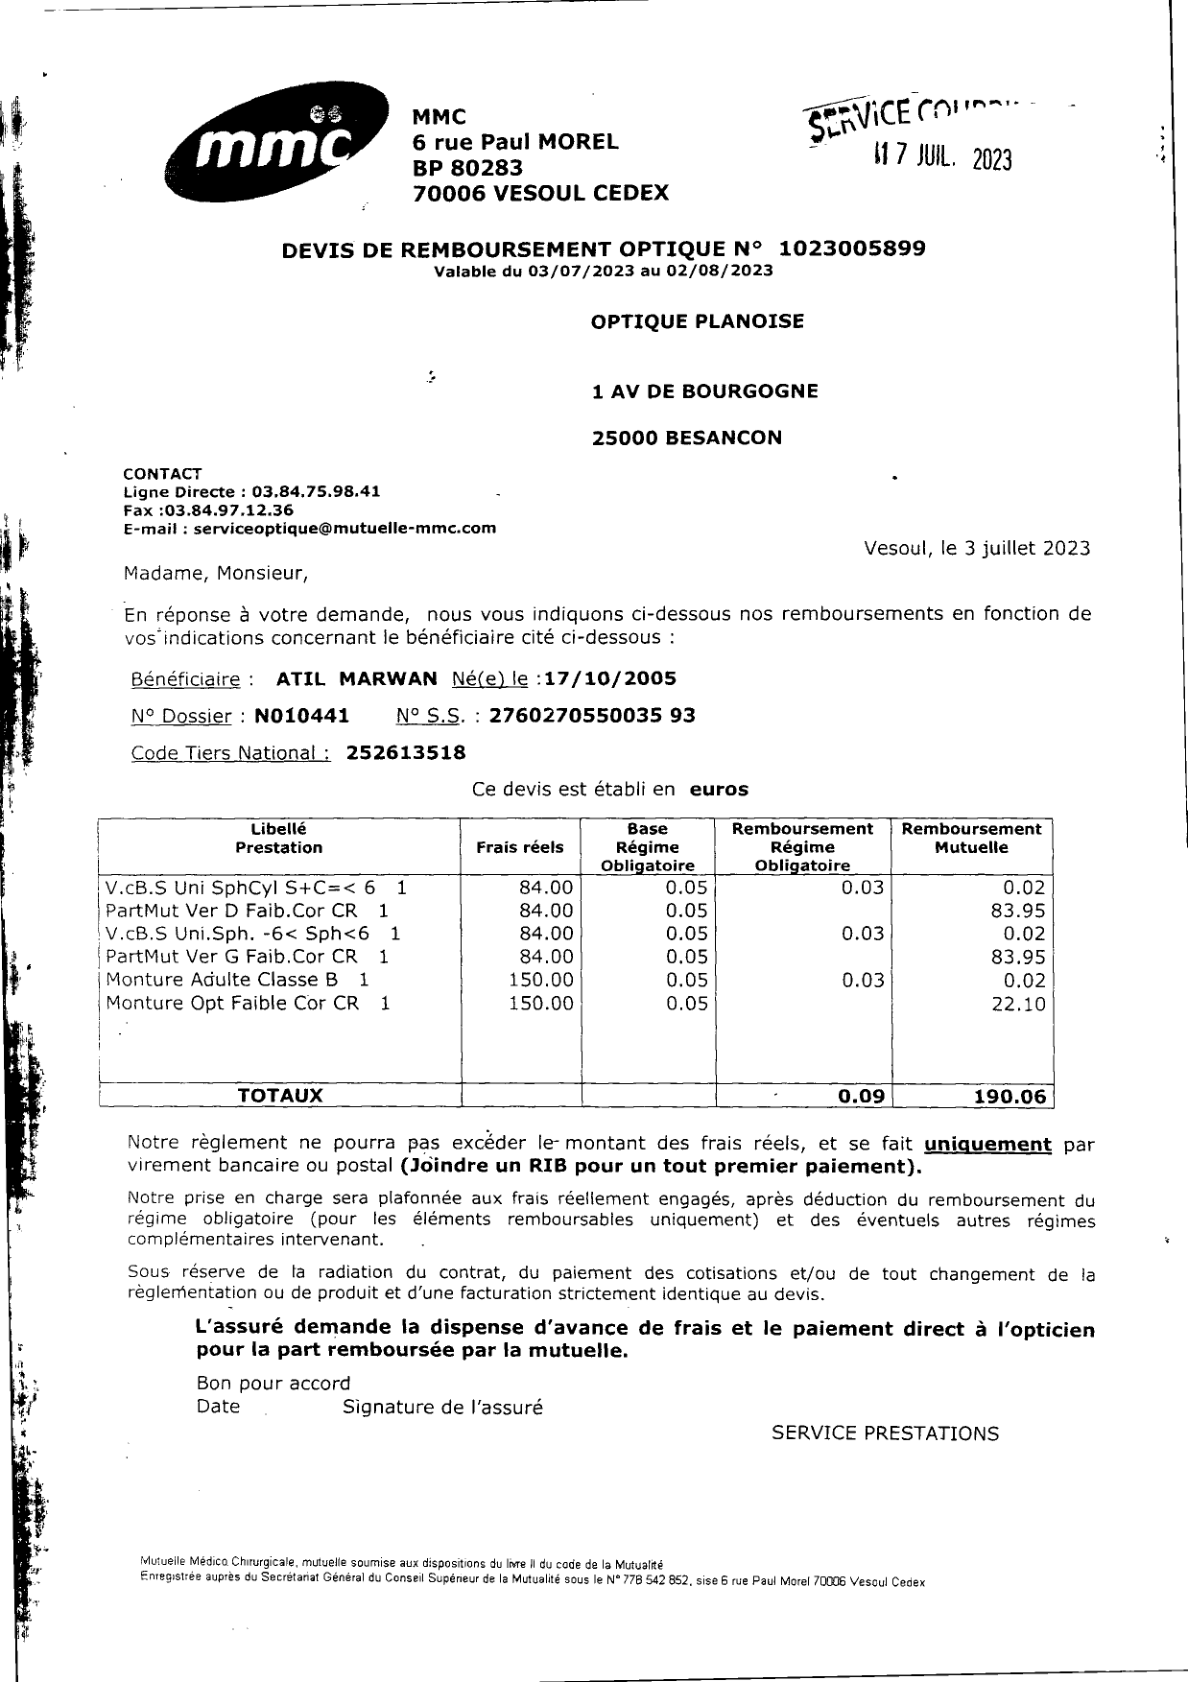 mmc
MMC
6 rue Paul MOREL
BP 80283
70006 VESOUL CEDEX
SERVICE
17 JUIL. 2023
DEVIS DE REMBOURSEMENT OPTIQUE N° 1023005899
Valable du 03/07/2023 au 02/08/2023
OPTIQUE PLANOISE
1 AV DE BOURGOGNE
25000 BESANCON
CONTACT
Ligne Directe : 03.84.75.98.41
Fax :03.84.97.12.36
E-mail : serviceoptique@mutuelle-mmc.com
Vesoul, le 3 juillet 2023
Madame, Monsieur,
En réponse à votre demande, nous vous indiquons ci-dessous nos remboursements en fonction de
vos indications concernant le bénéficiaire cité ci-dessous :
Bénéficiaire : ATIL MARWAN Né(e) le :17/10/2005
N° Dossier : N010441 N° S.S. : 2760270550035 93
Code Tiers National : 252613518
Ce devis est établi en euros
Libellé Prestation Frais réels Base Régime Obligatoire Remboursement Régime Obligatoire Remboursement Mutuelle
V.cB.S Uni SphCyl S+C=< 6 1 84.00 0.05 0.03 0.02
PartMut Ver D Faib.Cor CR 1 84.00 0.05 83.95
V.cB.S Uni.Sph. -6< Sph<6 1 84.00 0.05 0.03 0.02
PartMut Ver G Faib.Cor CR 1 84.00 0.05 83.95
Monture Adulte Classe B 1 150.00 0.05 0.03 0.02
Monture Opt Faible Cor CR 1 150.00 0.05 22.10
TOTAUX 0.09 190.06
Notre règlement ne pourra pas excéder le montant des frais réels, et se fait uniquement par
virement bancaire ou postal (Joindre un RIB pour un tout premier paiement).
Notre prise en charge sera plafonnée aux frais réellement engagés, après déduction du remboursement du
régime obligatoire (pour les éléments remboursables uniquement) et des éventuels autres régimes
complémentaires intervenant.
Sous réserve de la radiation du contrat, du paiement des cotisations et/ou de tout changement de la
règlementation ou de produit et d'une facturation strictement identique au devis.
L'assuré demande la dispense d'avance de frais et le paiement direct à l'opticien
pour la part remboursée par la mutuelle.
Bon pour accord
Date Signature de l'assuré
SERVICE PRESTATIONS
Mutuelle Médico Chirurgicale, mutuelle soumise aux dispositions du livre II du code de la Mutualité
Enregistrée auprès du Secrétariat Général du Conseil Supérieur de la Mutualité sous le N° 778 542 852, sise 6 rue Paul Morel 70006 Vesoul Cedex